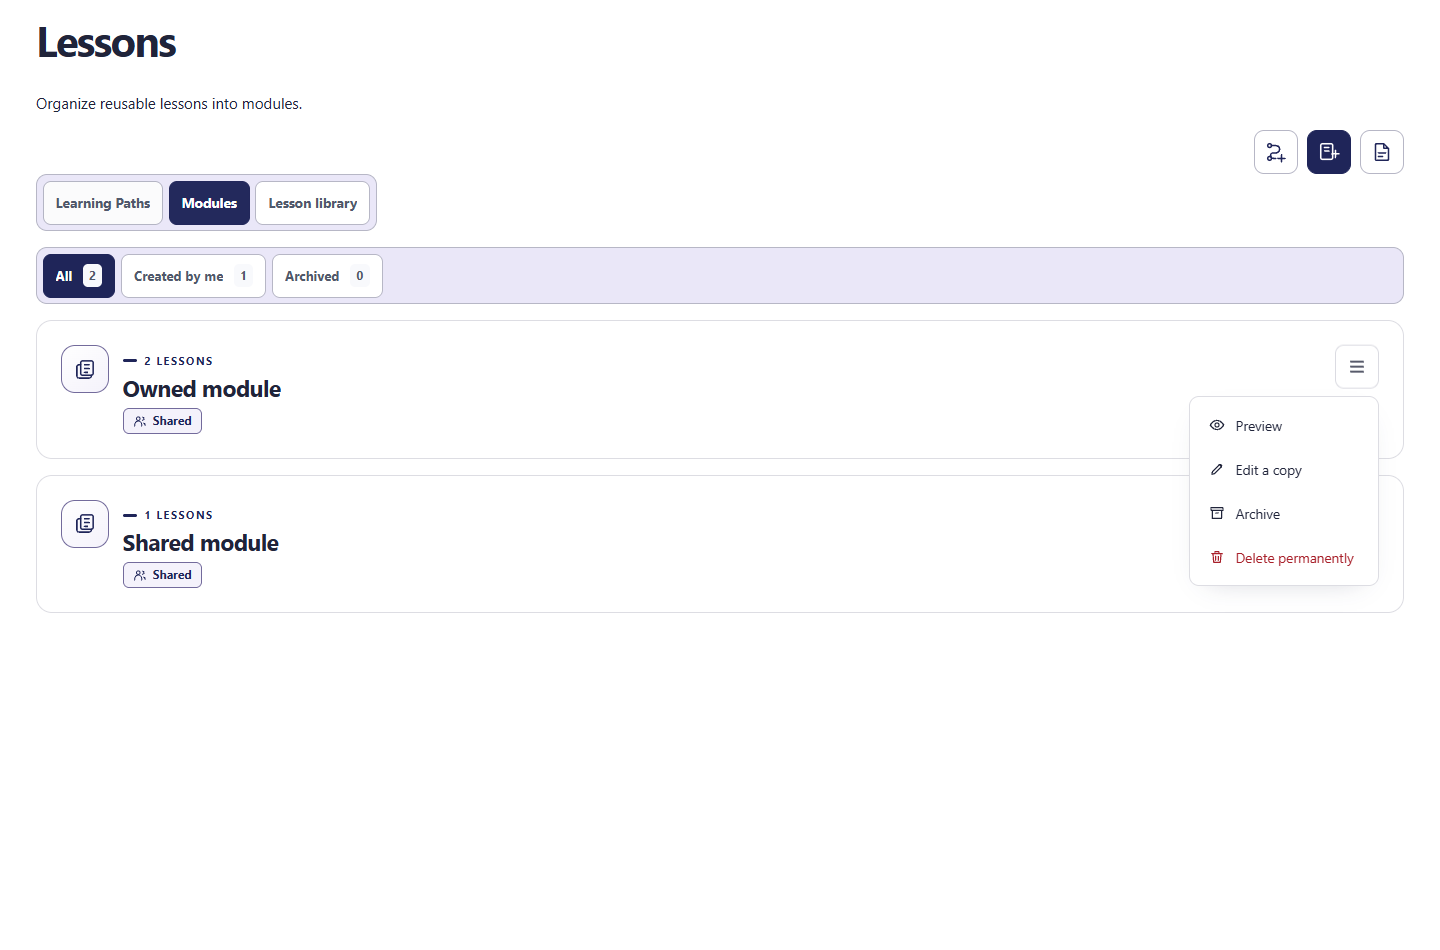 Lessons
Organize reusable lessons into modules.
Learning Paths
Modules
Lesson library
All 2
Created by me 1
Archived 0
2 LESSONS
Owned module
Shared
Preview
Edit a copy
Archive
Delete permanently
1 LESSONS
Shared module
Shared